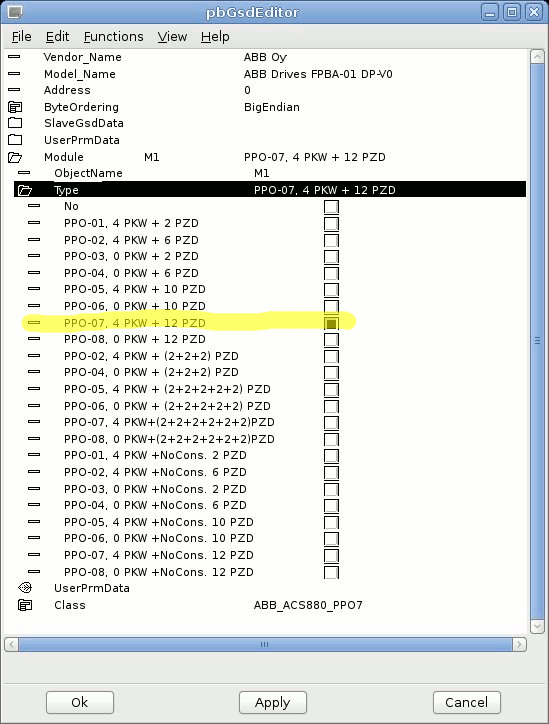 pbGsdEditor
File Edit Functions View Help
Vendor_Name ABB Oy
Model_Name ABB Drives FPBA-01 DP-V0
Address 0
ByteOrdering BigEndian
SlaveGsdData
UserPrmData
Module M1 PPO-07, 4 PKW + 12 PZD
ObjectName M1
Type PPO-07, 4 PKW + 12 PZD
No
PPO-01, 4 PKW + 2 PZD
PPO-02, 4 PKW + 6 PZD
PPO-03, 0 PKW + 2 PZD
PPO-04, 0 PKW + 6 PZD
PPO-05, 4 PKW + 10 PZD
PPO-06, 0 PKW + 10 PZD
PPO-07, 4 PKW + 12 PZD
PPO-08, 0 PKW + 12 PZD
PPO-02, 4 PKW + (2+2+2) PZD
PPO-04, 0 PKW + (2+2+2) PZD
PPO-05, 4 PKW + (2+2+2+2+2) PZD
PPO-06, 0 PKW + (2+2+2+2+2) PZD
PPO-07, 4 PKW+(2+2+2+2+2+2)PZD
PPO-08, 0 PKW+(2+2+2+2+2+2)PZD
PPO-01, 4 PKW +NoCons. 2 PZD
PPO-02, 4 PKW +NoCons. 6 PZD
PPO-03, 0 PKW +NoCons. 2 PZD
PPO-04, 0 PKW +NoCons. 6 PZD
PPO-05, 4 PKW +NoCons. 10 PZD
PPO-06, 0 PKW +NoCons. 10 PZD
PPO-07, 4 PKW +NoCons. 12 PZD
PPO-08, 0 PKW +NoCons. 12 PZD
UserPrmData
Class ABB_ACS880_PPO7
Ok Apply Cancel